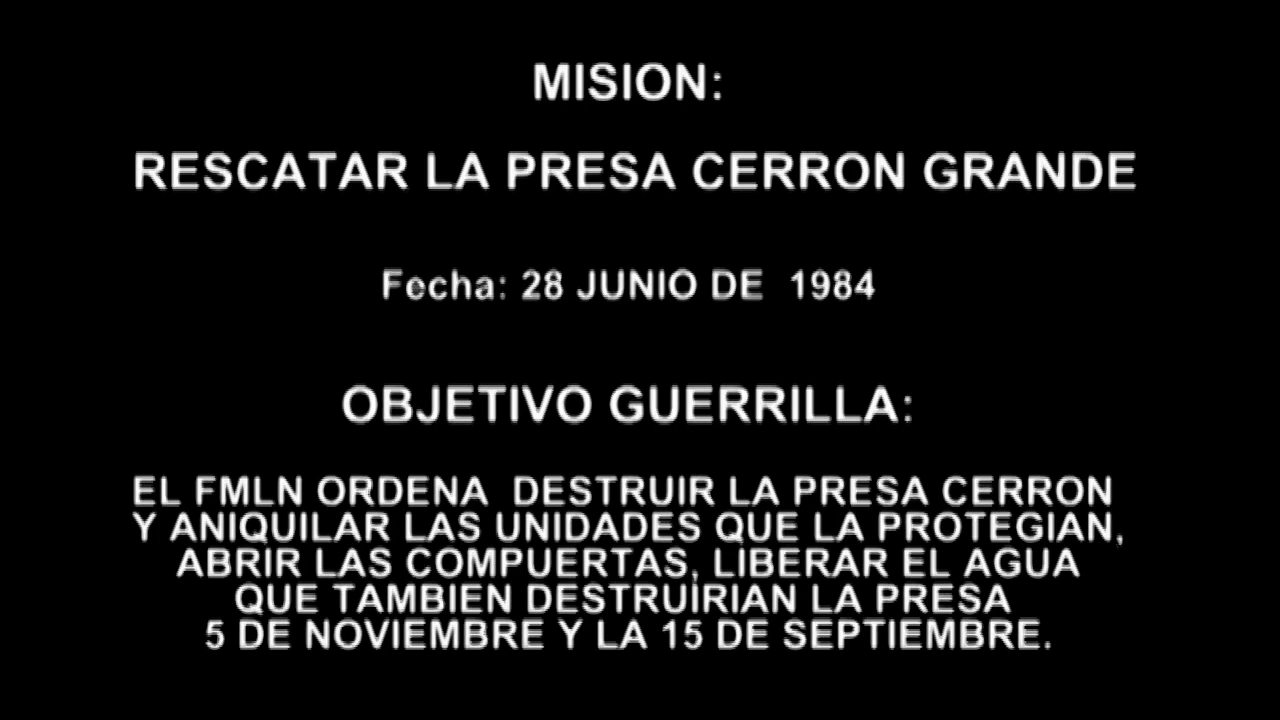 MISION:
RESCATAR LA PRESA CERRON GRANDE
Fecha: 28 JUNIO DE 1984
OBJETIVO GUERRILLA:
EL FMLN ORDENA DESTRUIR LA PRESA CERRON
Y ANIQUILAR LAS UNIDADES QUE LA PROTEGIAN,
ABRIR LAS COMPUERTAS, LIBERAR EL AGUA
QUE TAMBIEN DESTRUIRIAN LA PRESA
5 DE NOVIEMBRE Y LA 15 DE SEPTIEMBRE.